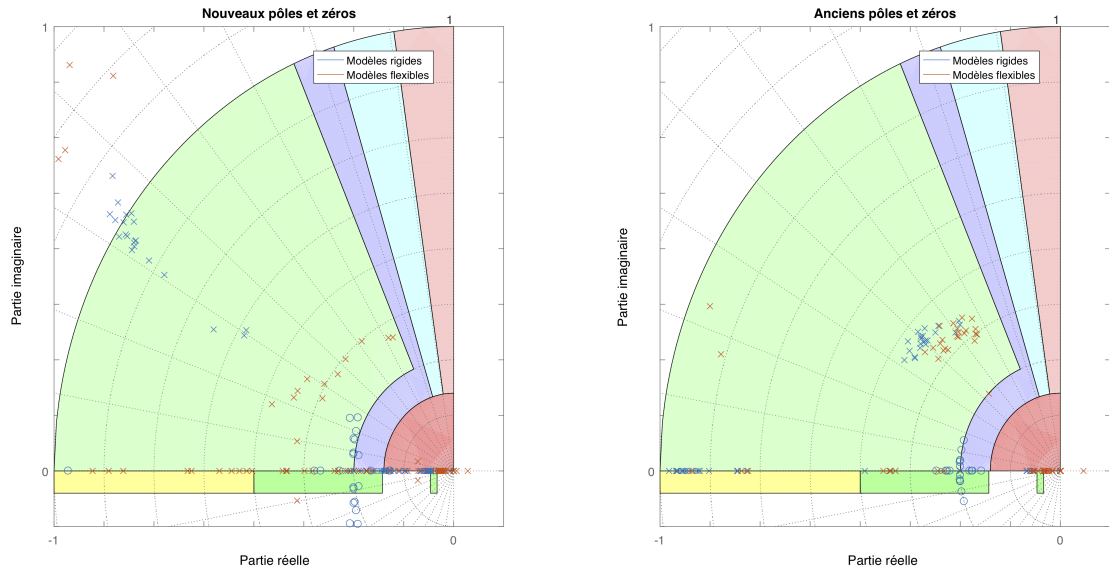 Nouveaux pôles et zéros
1
1
Modèles rigides
Modèles flexibles
Partie imaginaire
0
-1
0
Partie réelle
Anciens pôles et zéros
1
1
Modèles rigides
Modèles flexibles
Partie imaginaire
0
-1
0
Partie réelle